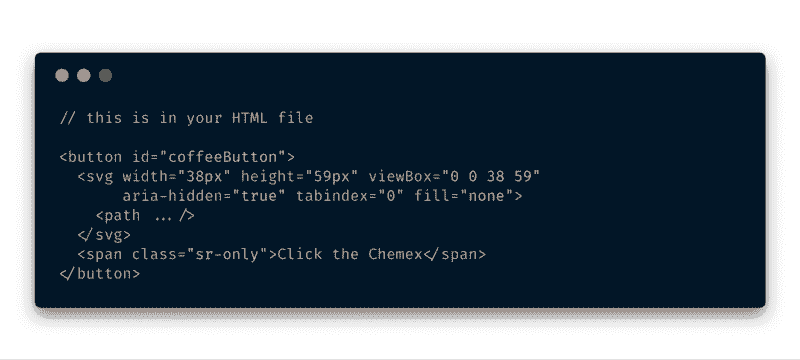 // this is in your HTML file
<button id="coffeeButton">
<svg width="38px" height="59px" viewBox="0 0 38 59"
aria-hidden="true" tabindex="0" fill="none">
<path ... />
</svg>
<span class="sr-only">Click the Chemex</span>
</button>